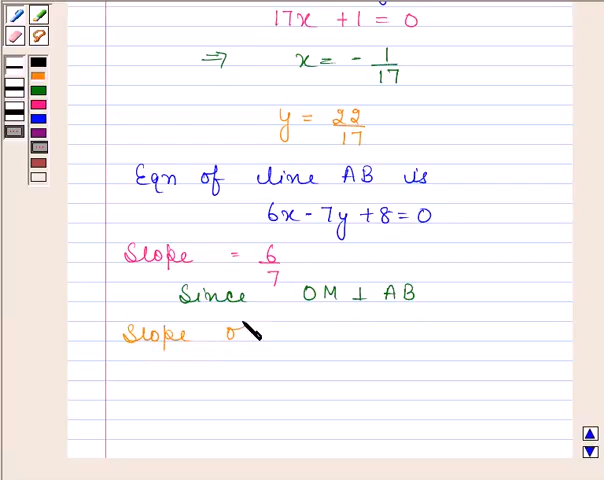 17x + 1 = 0
⇒ x = - 1/17
y = 22/17
Eqn of line AB is
6x - 7y + 8 = 0
Slope = 6/7
Since OM ⊥ AB
Slope o